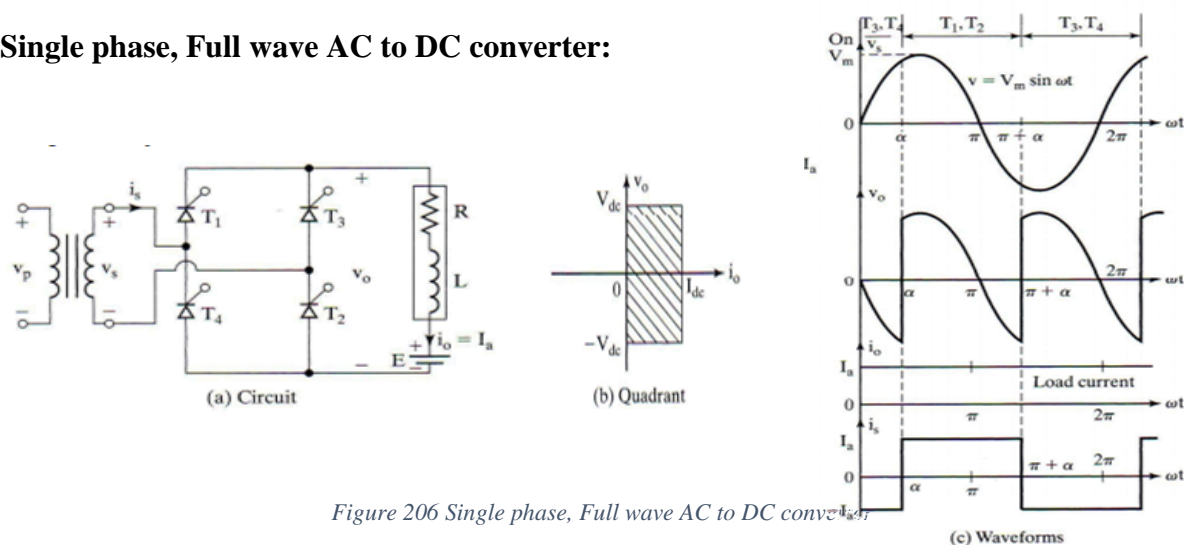 Single phase, Full wave AC to DC converter:
i_s
T_1
T_3
R
v_p
v_s
v_o
L
T_4
T_2
i_o = I_a
E
(a) Circuit
v_o
V_dc
0
I_dc
i_o
−V_dc
(b) Quadrant
T_3, T_4
T_1, T_2
T_3, T_4
On
v_s
V_m
v = V_m sin ωt
0
α
π
π + α
2π
ωt
I_a
v_o
0
α
π
π + α
2π
ωt
i_o
I_a
Load current
0
π
2π
ωt
i_s
I_a
0
α
π
π + α
2π
ωt
−I_a
(c) Waveforms
Figure 206 Single phase, Full wave AC to DC